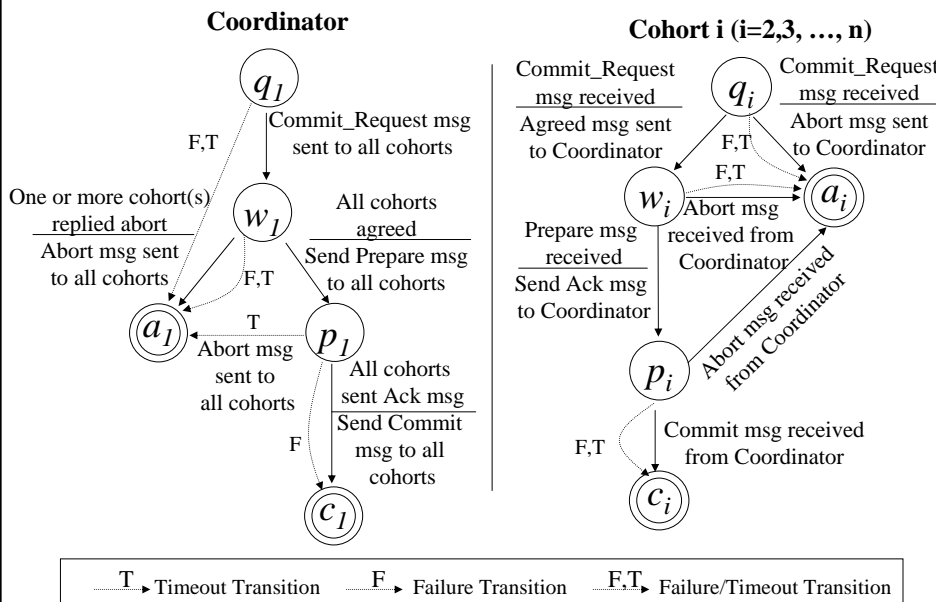 Coordinator
q1
F,T
Commit_Request msg
sent to all cohorts
One or more cohort(s)
replied abort
Abort msg sent
to all cohorts
w1
All cohorts
agreed
Send Prepare msg
to all cohorts
F,T
a1
T
Abort msg
sent to
all cohorts
p1
All cohorts
sent Ack msg
Send Commit
msg to all
cohorts
F
c1
Cohort i (i=2,3, …, n)
Commit_Request
msg received
Agreed msg sent
to Coordinator
qi
Commit_Request
msg received
Abort msg sent
to Coordinator
F,T
F,T
wi
ai
Abort msg
received from
Coordinator
Prepare msg
received
Send Ack msg
to Coordinator
Abort msg received
from Coordinator
pi
F,T
Commit msg received
from Coordinator
ci
T Timeout Transition
F Failure Transition
F,T Failure/Timeout Transition